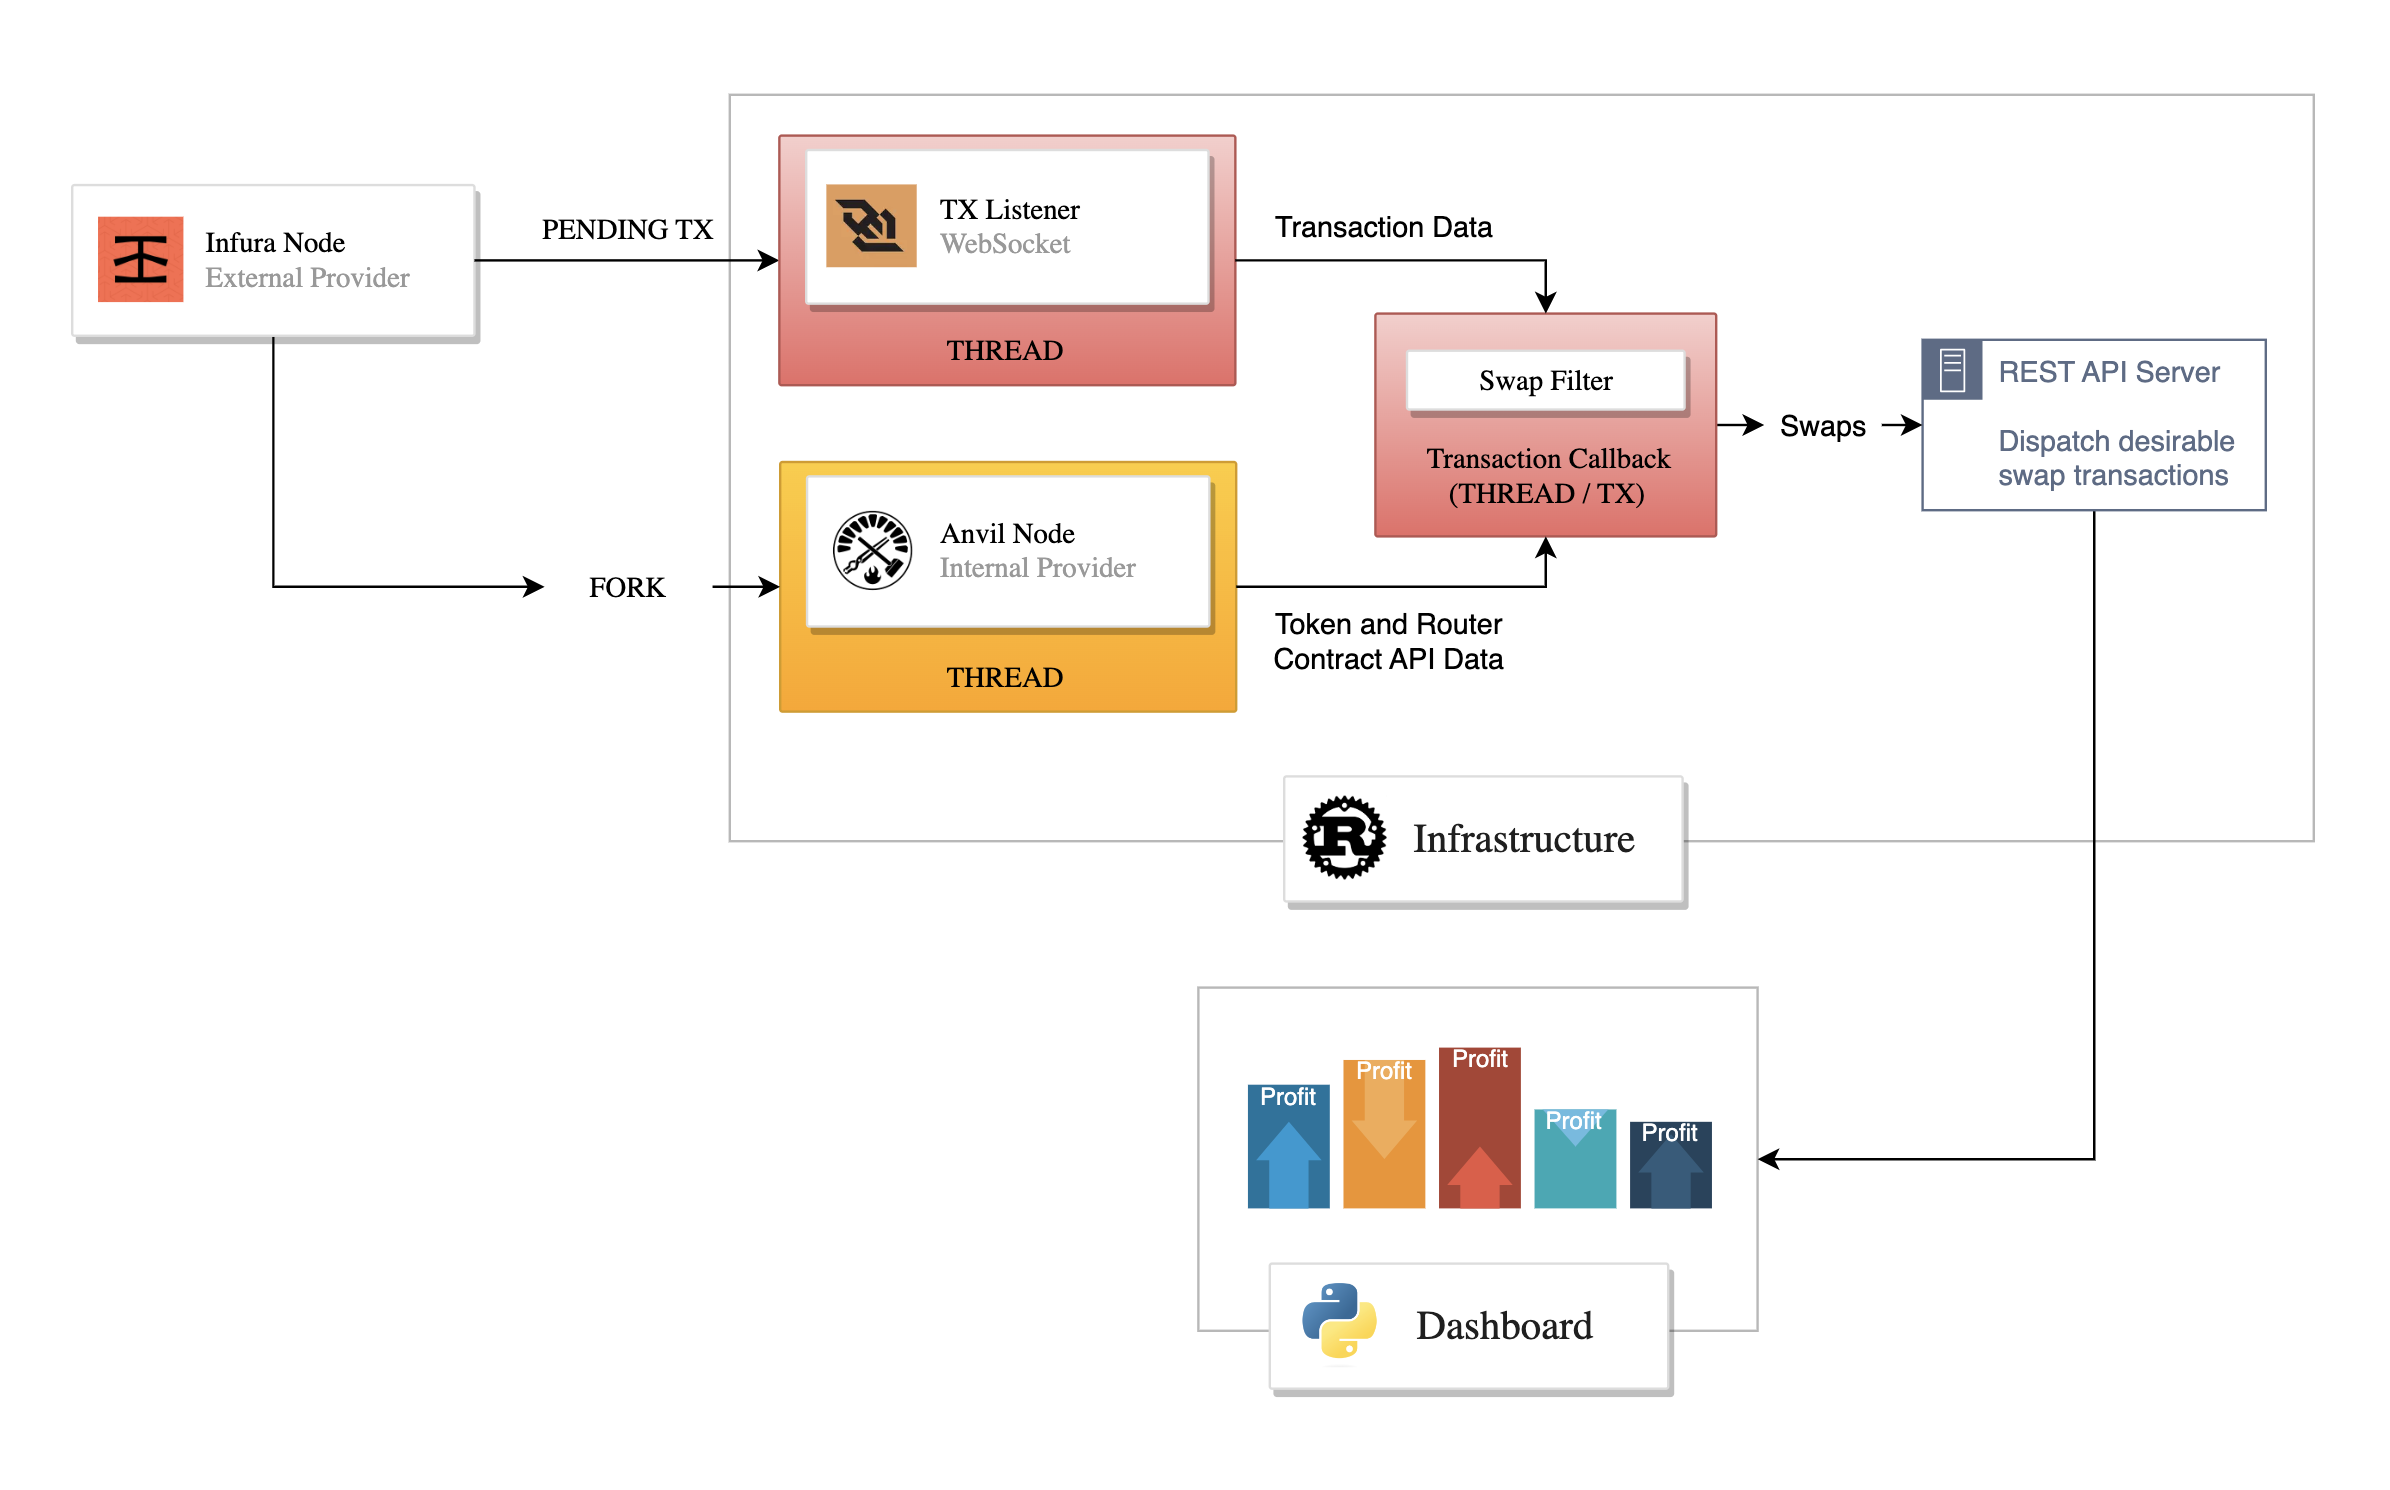 Infura Node
External Provider
PENDING TX
TX Listener
WebSocket
THREAD
Transaction Data
Swap Filter
Transaction Callback
(THREAD / TX)
Swaps
REST API Server
Dispatch desirable
swap transactions
FORK
Anvil Node
Internal Provider
THREAD
Token and Router
Contract API Data
R
Infrastructure
Profit
Profit
Profit
Profit
Profit
Dashboard